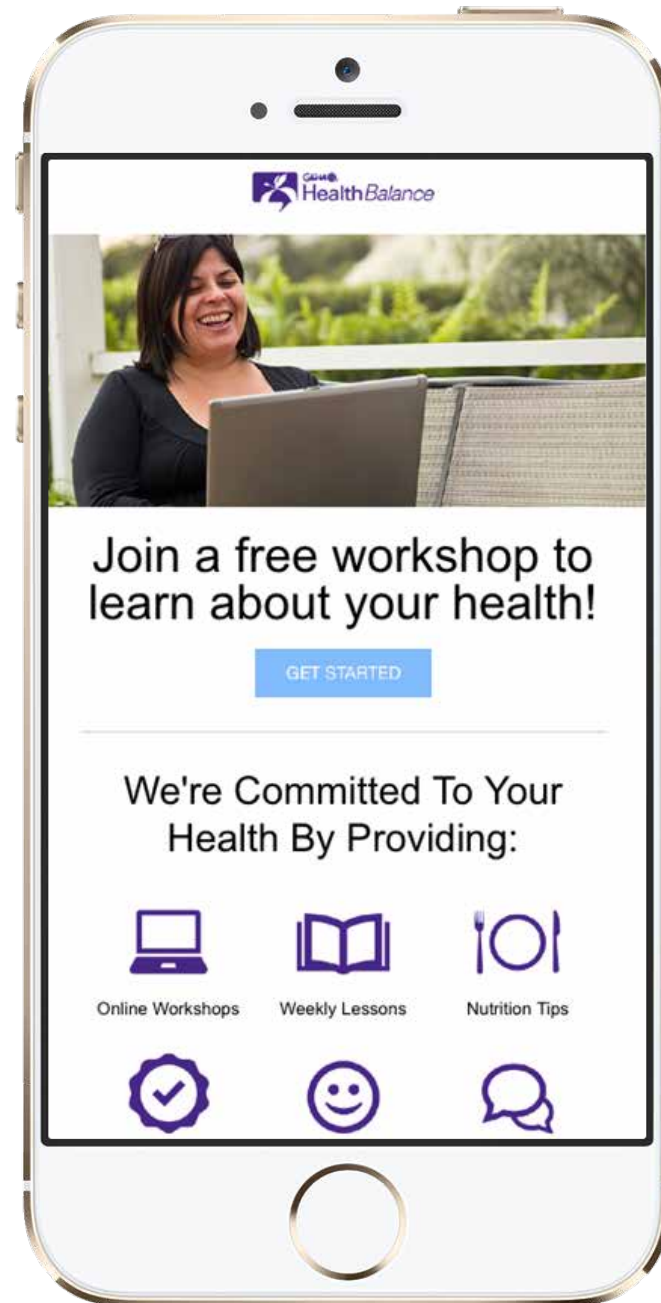 GEHA
HealthBalance
Join a free workshop to
learn about your health!
GET STARTED
We're Committed To Your
Health By Providing:
Online Workshops
Weekly Lessons
Nutrition Tips